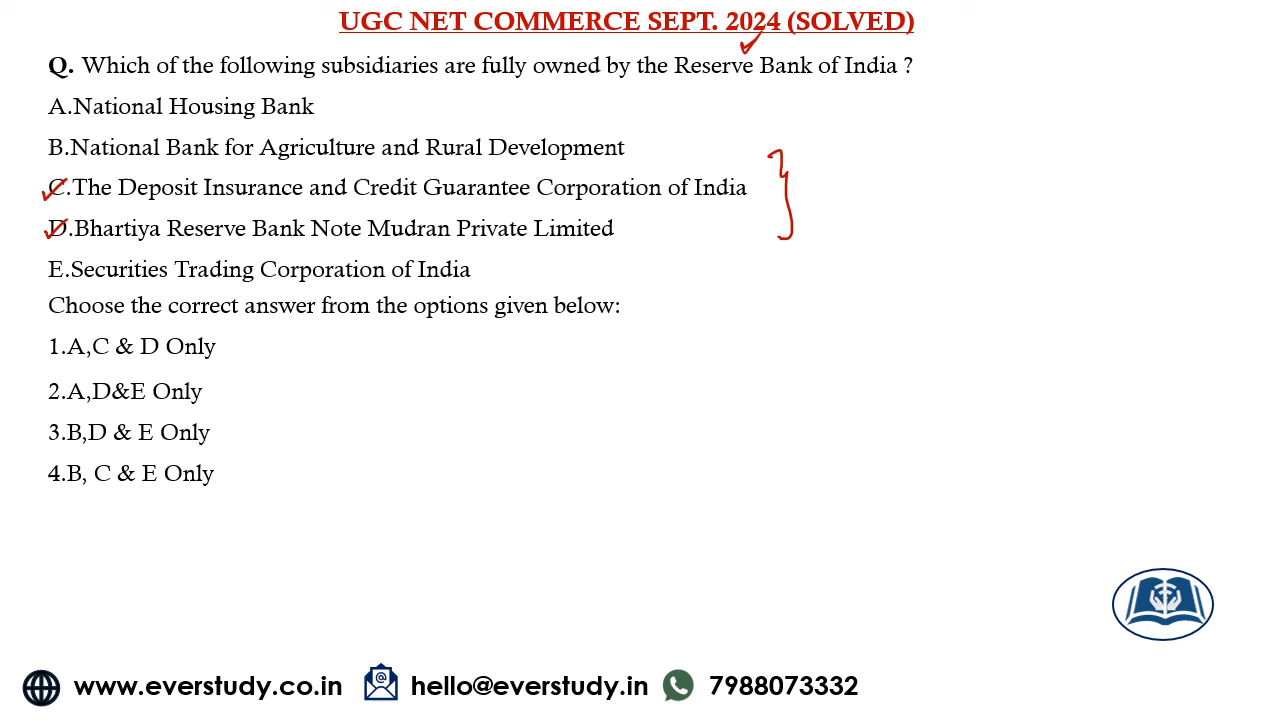 UGC NET COMMERCE SEPT. 2024 (SOLVED)
Q. Which of the following subsidiaries are fully owned by the Reserve Bank of India ?
A.National Housing Bank
B.National Bank for Agriculture and Rural Development
C.The Deposit Insurance and Credit Guarantee Corporation of India
D.Bhartiya Reserve Bank Note Mudran Private Limited
E.Securities Trading Corporation of India
Choose the correct answer from the options given below:
1.A,C & D Only
2.A,D&E Only
3.B,D & E Only
4.B, C & E Only
www.everstudy.co.in hello@everstudy.in 7988073332